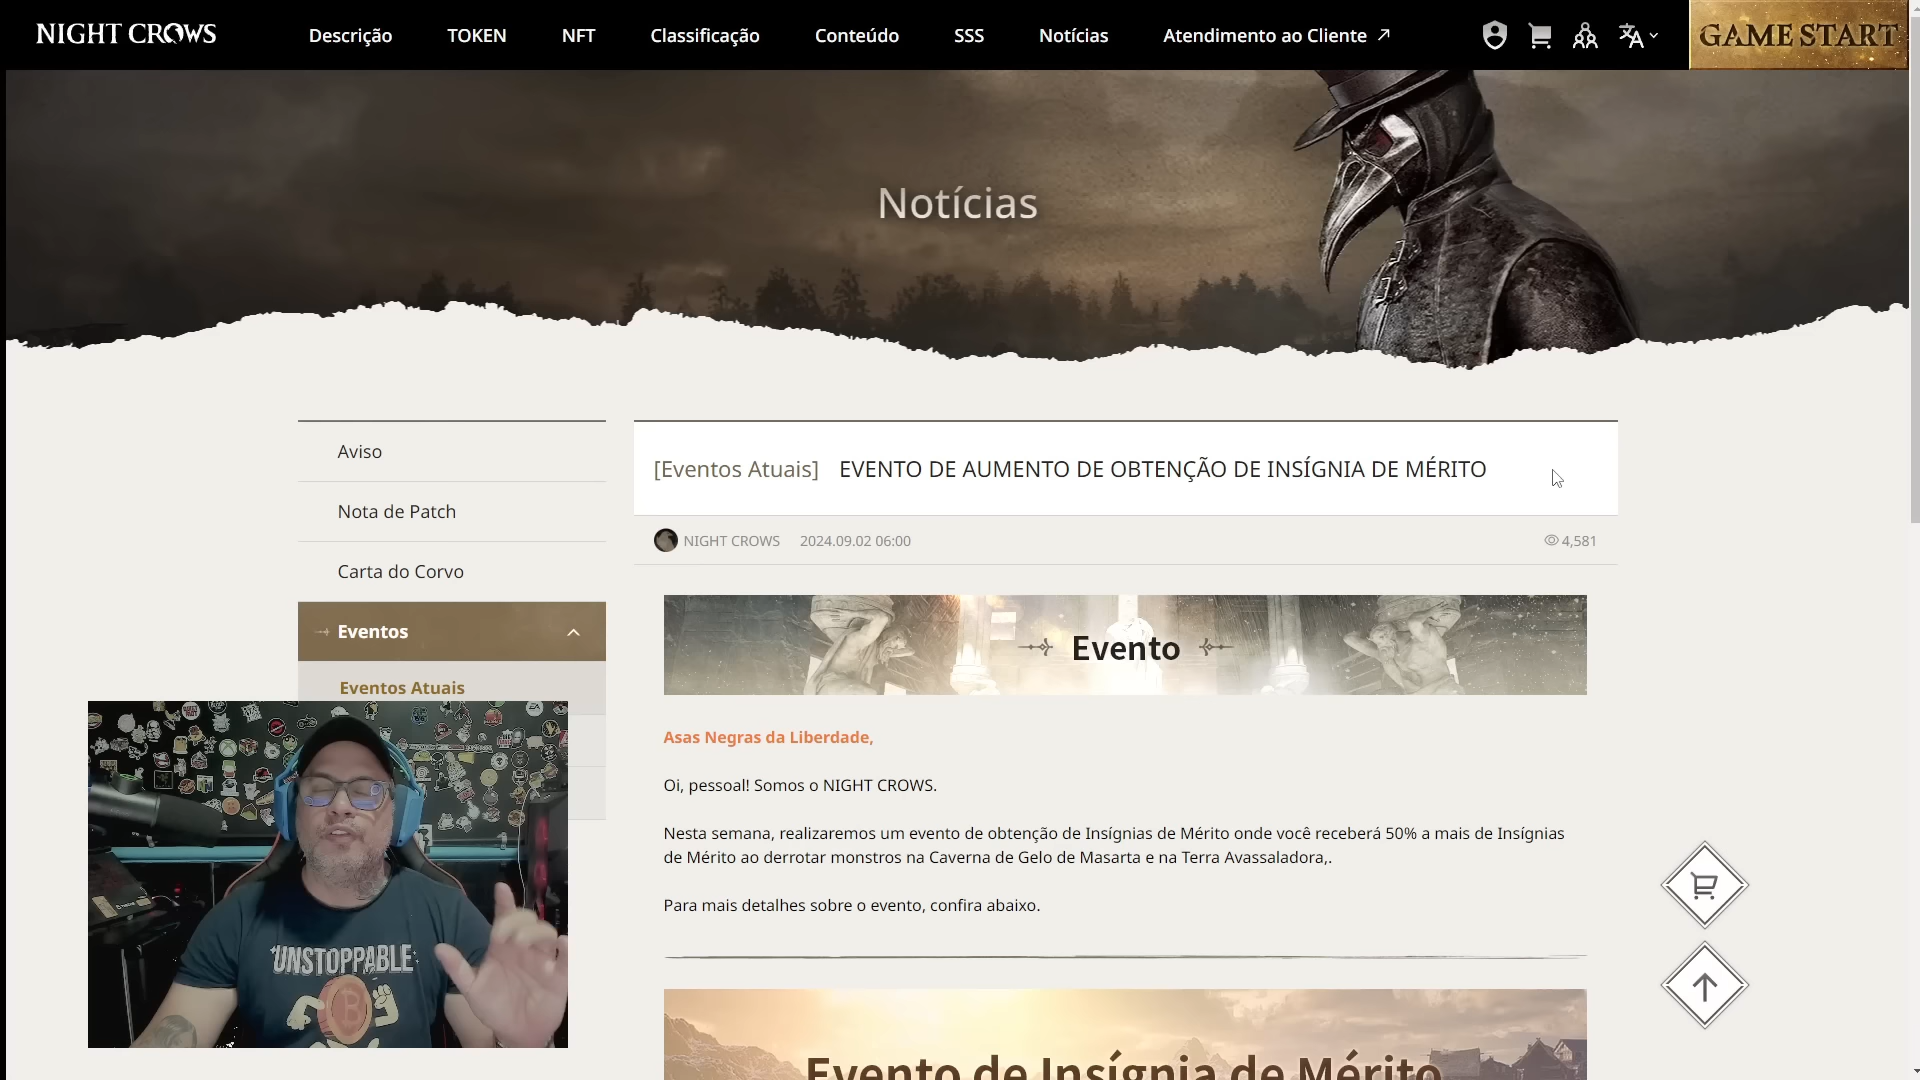 NIGHT CROWS
Descrição
TOKEN
NFT
Classificação
Conteúdo
SSS
Notícias
Atendimento ao Cliente
GAME START
Notícias
Aviso
Nota de Patch
Carta do Corvo
Eventos
Eventos Atuais
[Eventos Atuais] EVENTO DE AUMENTO DE OBTENÇÃO DE INSÍGNIA DE MÉRITO
NIGHT CROWS 2024.09.02 06:00 4,581
Evento
Asas Negras da Liberdade,
Oi, pessoal! Somos o NIGHT CROWS.
Nesta semana, realizaremos um evento de obtenção de Insígnias de Mérito onde você receberá 50% a mais de Insígnias
de Mérito ao derrotar monstros na Caverna de Gelo de Masarta e na Terra Avassaladora,.
Para mais detalhes sobre o evento, confira abaixo.
Evento de Insígnia de Mérito
UNSTOPPABLE